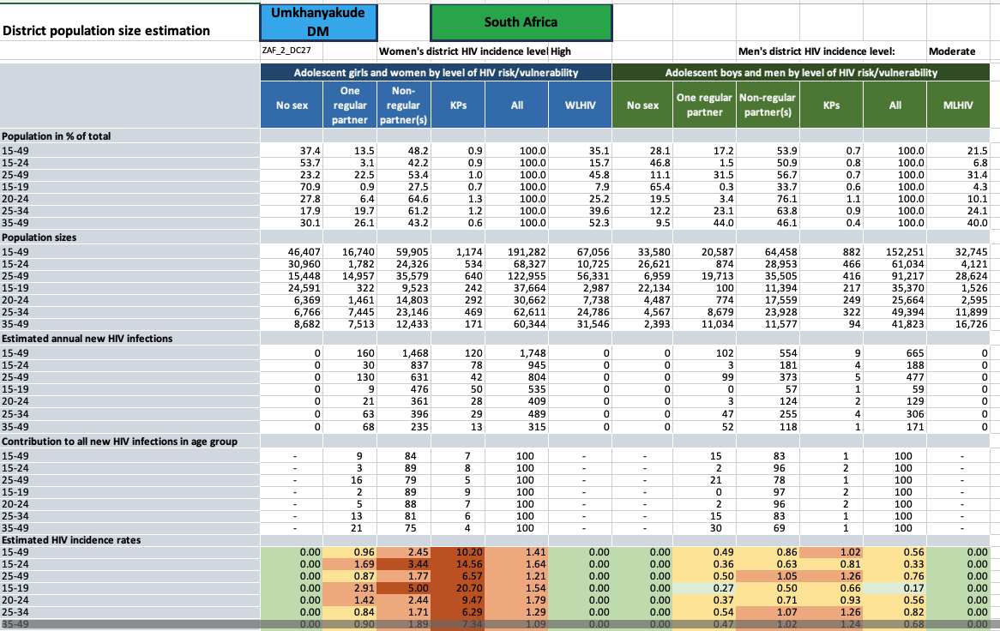 Umkhanyakude DM South Africa
District population size estimation
ZAF_2_DC27 Women's district HIV incidence level High Men's district HIV incidence level: Moderate
Adolescent girls and women by level of HIV risk/vulnerability Adolescent boys and men by level of HIV risk/vulnerability
No sex One regular partner Non-regular partner(s) KPs All WLHIV No sex One regular partner Non-regular partner(s) KPs All MLHIV
Population in % of total
15-49 37.4 13.5 48.2 0.9 100.0 35.1 28.1 17.2 53.9 0.7 100.0 21.5
15-24 53.7 3.1 42.2 0.9 100.0 15.7 46.8 1.5 50.9 0.8 100.0 6.8
25-49 23.2 22.5 53.4 1.0 100.0 45.8 11.1 31.5 56.7 0.7 100.0 31.4
15-19 70.9 0.9 27.5 0.7 100.0 7.9 65.4 0.3 33.7 0.6 100.0 4.3
20-24 27.8 6.4 64.6 1.3 100.0 25.2 19.5 3.4 76.1 1.1 100.0 10.1
25-34 17.9 19.7 61.2 1.2 100.0 39.6 12.2 23.1 63.8 0.9 100.0 24.1
35-49 30.1 26.1 43.2 0.6 100.0 52.3 9.5 44.0 46.1 0.4 100.0 40.0
Population sizes
15-49 46,407 16,740 59,905 1,174 191,282 67,056 33,580 20,587 64,458 882 152,251 32,745
15-24 30,960 1,782 24,326 534 68,327 10,725 26,621 874 28,953 466 61,034 4,121
25-49 15,448 14,957 35,579 640 122,955 56,331 6,959 19,713 35,505 416 91,217 28,624
15-19 24,591 322 9,523 242 37,664 2,987 22,134 100 11,394 217 35,370 1,526
20-24 6,369 1,461 14,803 292 30,662 7,738 4,487 774 17,559 249 25,664 2,595
25-34 6,766 7,445 23,146 469 62,611 24,786 4,567 8,679 23,928 322 49,394 11,899
35-49 8,682 7,513 12,433 171 60,344 31,546 2,393 11,034 11,577 94 41,823 16,726
Estimated annual new HIV infections
15-49 0 160 1,468 120 1,748 0 0 102 554 9 665 0
15-24 0 30 837 78 945 0 0 3 181 4 188 0
25-49 0 130 631 42 804 0 0 99 373 5 477 0
15-19 0 9 476 50 535 0 0 0 57 1 59 0
20-24 0 21 361 28 409 0 0 3 124 2 129 0
25-34 0 63 396 29 489 0 0 47 255 4 306 0
35-49 0 68 235 13 315 0 0 52 118 1 171 0
Contribution to all new HIV infections in age group
15-49 - 9 84 7 100 - - 15 83 1 100 -
15-24 - 3 89 8 100 - - 2 96 2 100 -
25-49 - 16 79 5 100 - - 21 78 1 100 -
15-19 - 2 89 9 100 - - 0 97 2 100 -
20-24 - 5 88 7 100 - - 2 96 2 100 -
25-34 - 13 81 6 100 - - 15 83 1 100 -
35-49 - 21 75 4 100 - - 30 69 1 100 -
Estimated HIV incidence rates
15-49 0.00 0.96 2.45 10.20 1.41 0.00 0.00 0.49 0.86 1.02 0.56 0.00
15-24 0.00 1.69 3.44 14.56 1.64 0.00 0.00 0.36 0.63 0.81 0.33 0.00
25-49 0.00 0.87 1.77 6.57 1.21 0.00 0.00 0.50 1.05 1.26 0.76 0.00
15-19 0.00 2.91 5.00 20.70 1.54 0.00 0.00 0.27 0.50 0.66 0.17 0.00
20-24 0.00 1.42 2.44 9.47 1.79 0.00 0.00 0.37 0.71 0.93 0.56 0.00
25-34 0.00 0.84 1.71 6.29 1.29 0.00 0.00 0.54 1.07 1.26 0.82 0.00
35-49 0.00 0.90 1.89 7.34 1.09 0.00 0.00 0.47 1.02 1.24 0.68 0.00